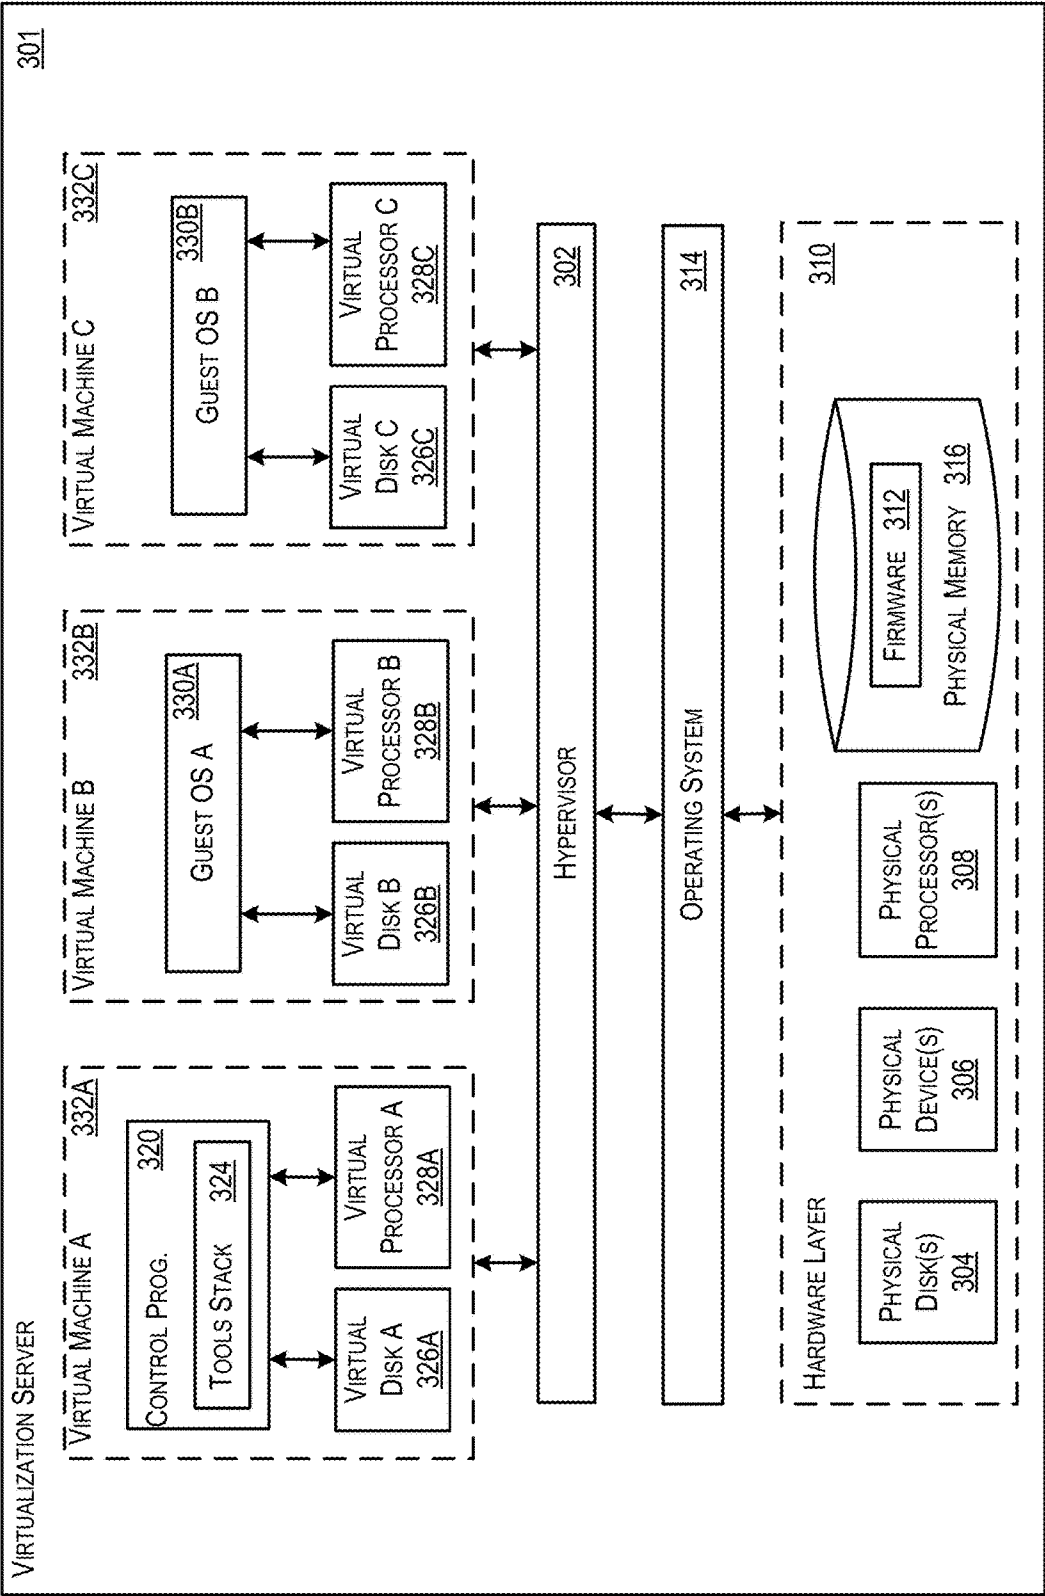 VIRTUALIZATION SERVER
301
VIRTUAL MACHINE A
332A
CONTROL PROG.
320
TOOLS STACK
324
VIRTUAL
DISK A
326A
VIRTUAL
PROCESSOR A
328A
VIRTUAL MACHINE B
332B
GUEST OS A
330A
VIRTUAL
DISK B
326B
VIRTUAL
PROCESSOR B
328B
VIRTUAL MACHINE C
332C
GUEST OS B
330B
VIRTUAL
DISK C
326C
VIRTUAL
PROCESSOR C
328C
HYPERVISOR
302
OPERATING SYSTEM
314
HARDWARE LAYER
310
PHYSICAL
DISK(S)
304
PHYSICAL
DEVICE(S)
306
PHYSICAL
PROCESSOR(S)
308
FIRMWARE 312
PHYSICAL MEMORY 316